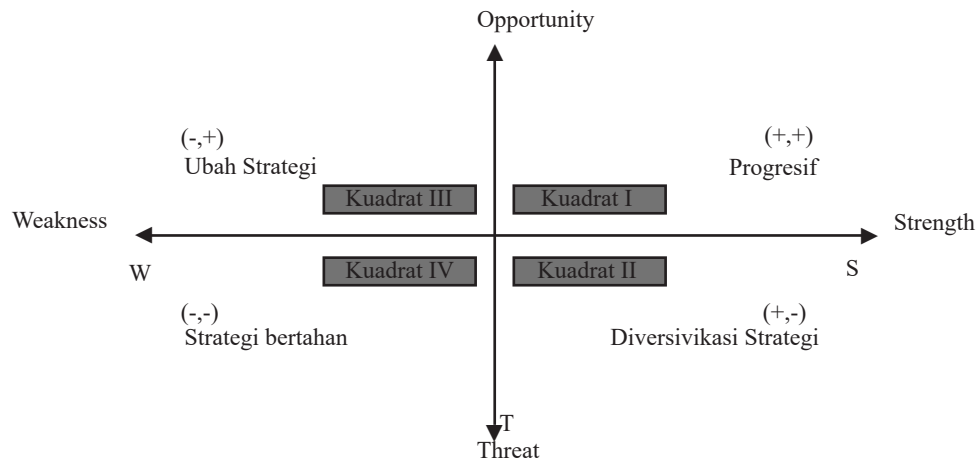 Opportunity
(-,+)
Ubah Strategi
(+,+)
Progresif
Kuadrat III
Kuadrat I
Weakness
Strength
W
Kuadrat IV
Kuadrat II
S
(-,-)
Strategi bertahan
(+,-)
Diversivikasi Strategi
T
Threat